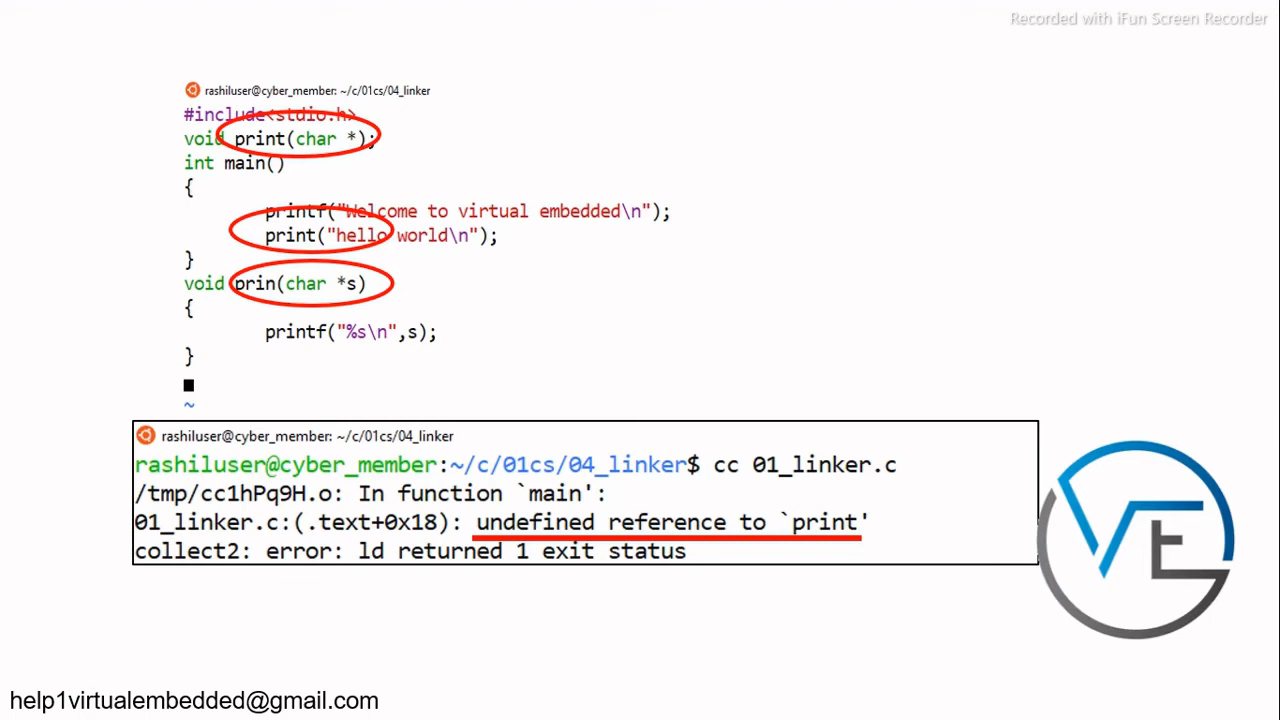 Recorded with iFun Screen Recorder
rashiluser@cyber_member: ~/c/01cs/04_linker
#include<stdio.h>
void print(char *);
int main()
{
printf("Welcome to virtual embedded\n");
print("hello world\n");
}
void prin(char *s)
{
printf("%s\n",s);
}
~
rashiluser@cyber_member: ~/c/01cs/04_linker
rashiluser@cyber_member:~/c/01cs/04_linker$ cc 01_linker.c
/tmp/cc1hPq9H.o: In function `main':
01_linker.c:(.text+0x18): undefined reference to `print'
collect2: error: ld returned 1 exit status
VE
help1virtualembedded@gmail.com